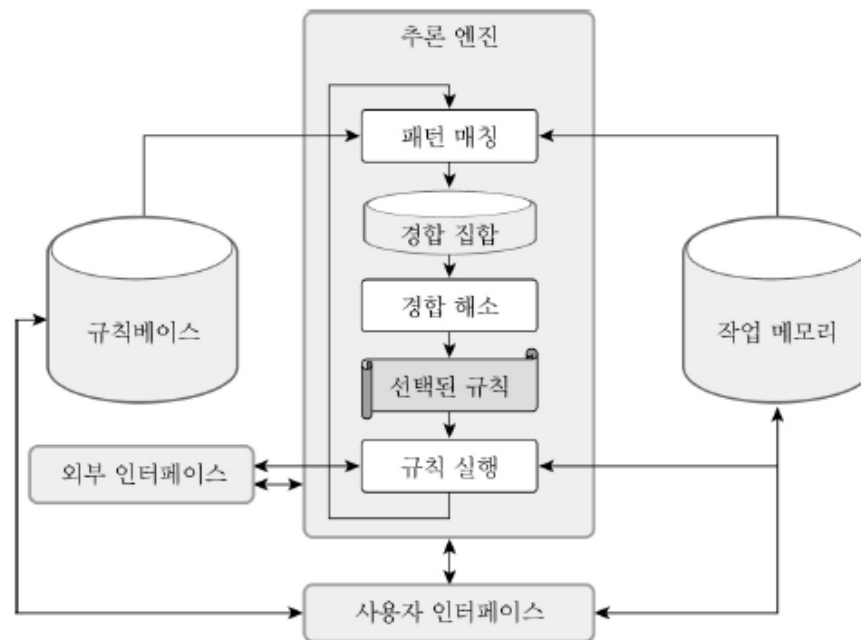 추론 엔진
패턴 매칭
경합 집합
규칙베이스
경합 해소
작업 메모리
선택된 규칙
외부 인터페이스
규칙 실행
사용자 인터페이스